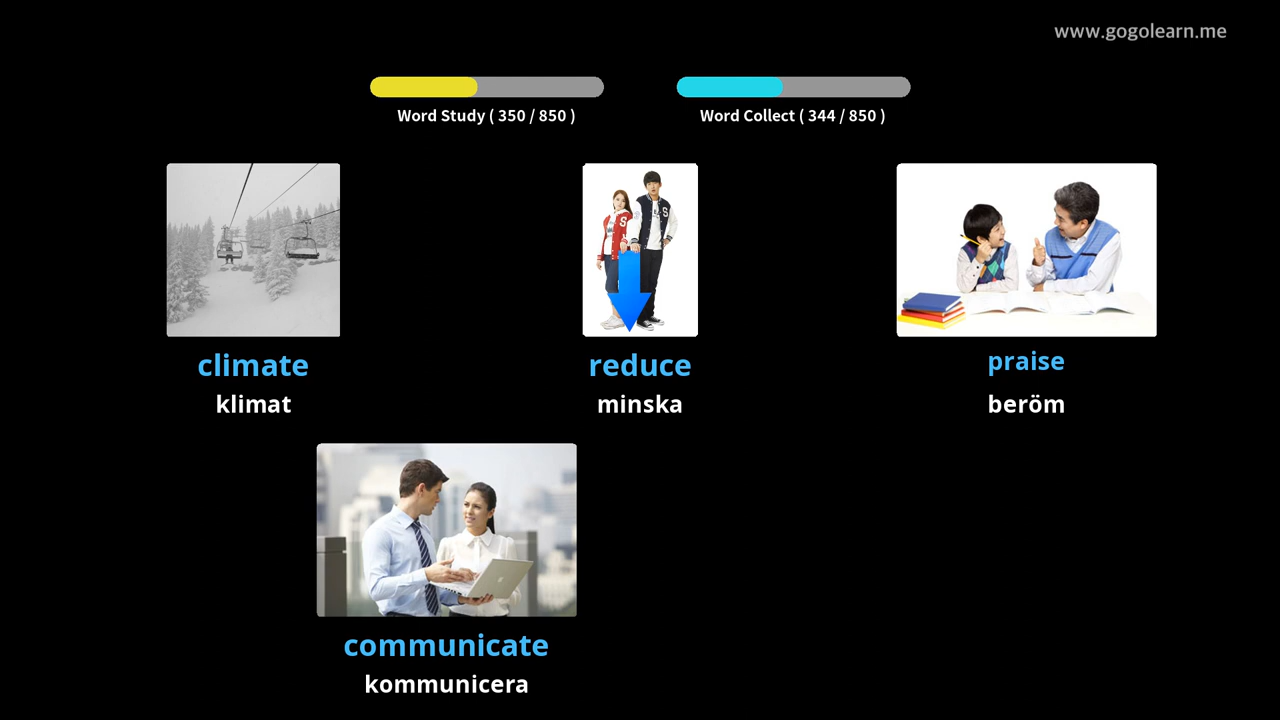 www.gogolearn.me
Word Study ( 350 / 850 )
Word Collect ( 344 / 850 )
climate
klimat
reduce
minska
praise
beröm
communicate
kommunicera